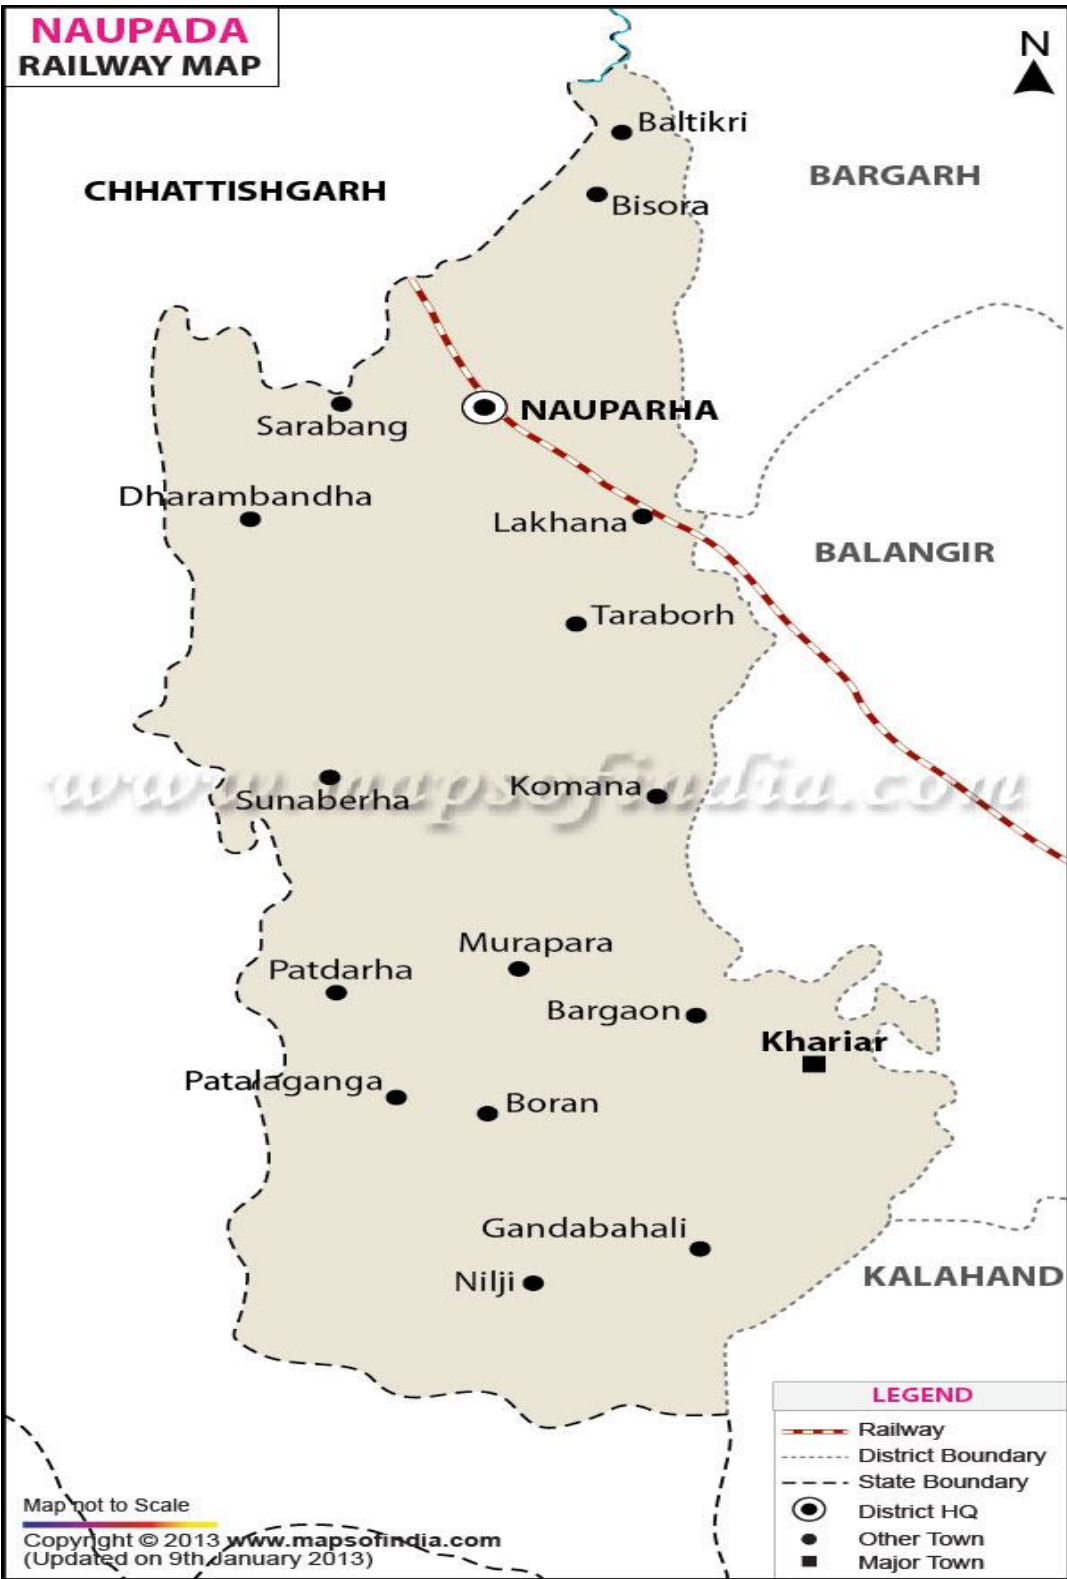 NAUPADA
RAILWAY MAP
N
Baltikri
BARGARH
CHHATTISHGARH
Bisora
NAUPARHA
Sarabang
Dharambandha
Lakhana
BALANGIR
Taraborh
www.mapsofindia.com
Komana
Sunaberha
Murapara
Patdarha
Bargaon
Khariar
Patalaganga
Boran
Gandabahali
Nilji
KALAHAND
LEGEND
Railway
District Boundary
State Boundary
District HQ
Other Town
Major Town
Map not to Scale
Copyright © 2013 www.mapsofindia.com
(Updated on 9th January 2013)